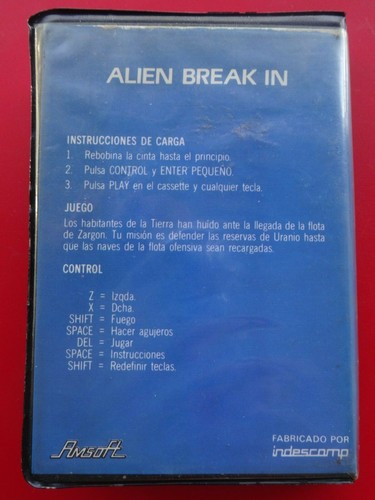 ALIEN BREAK IN
INSTRUCCIONES DE CARGA
1. Rebobina la cinta hasta el principio.
2. Pulsa CONTROL y ENTER PEQUEÑO.
3. Pulsa PLAY en el cassette y cualquier tecla.
JUEGO
Los habitantes de la Tierra han huído ante la llegada de la flota
de Zargon. Tu misión es defender las reservas de Uranio hasta
que las naves de la flota ofensiva sean recargadas.
CONTROL
Z = Izqda.
X = Dcha.
SHIFT = Fuego
SPACE = Hacer agujeros
DEL = Jugar
SPACE = Instrucciones
SHIFT = Redefinir teclas.
AMSOFT
FABRICADO POR
indescomp